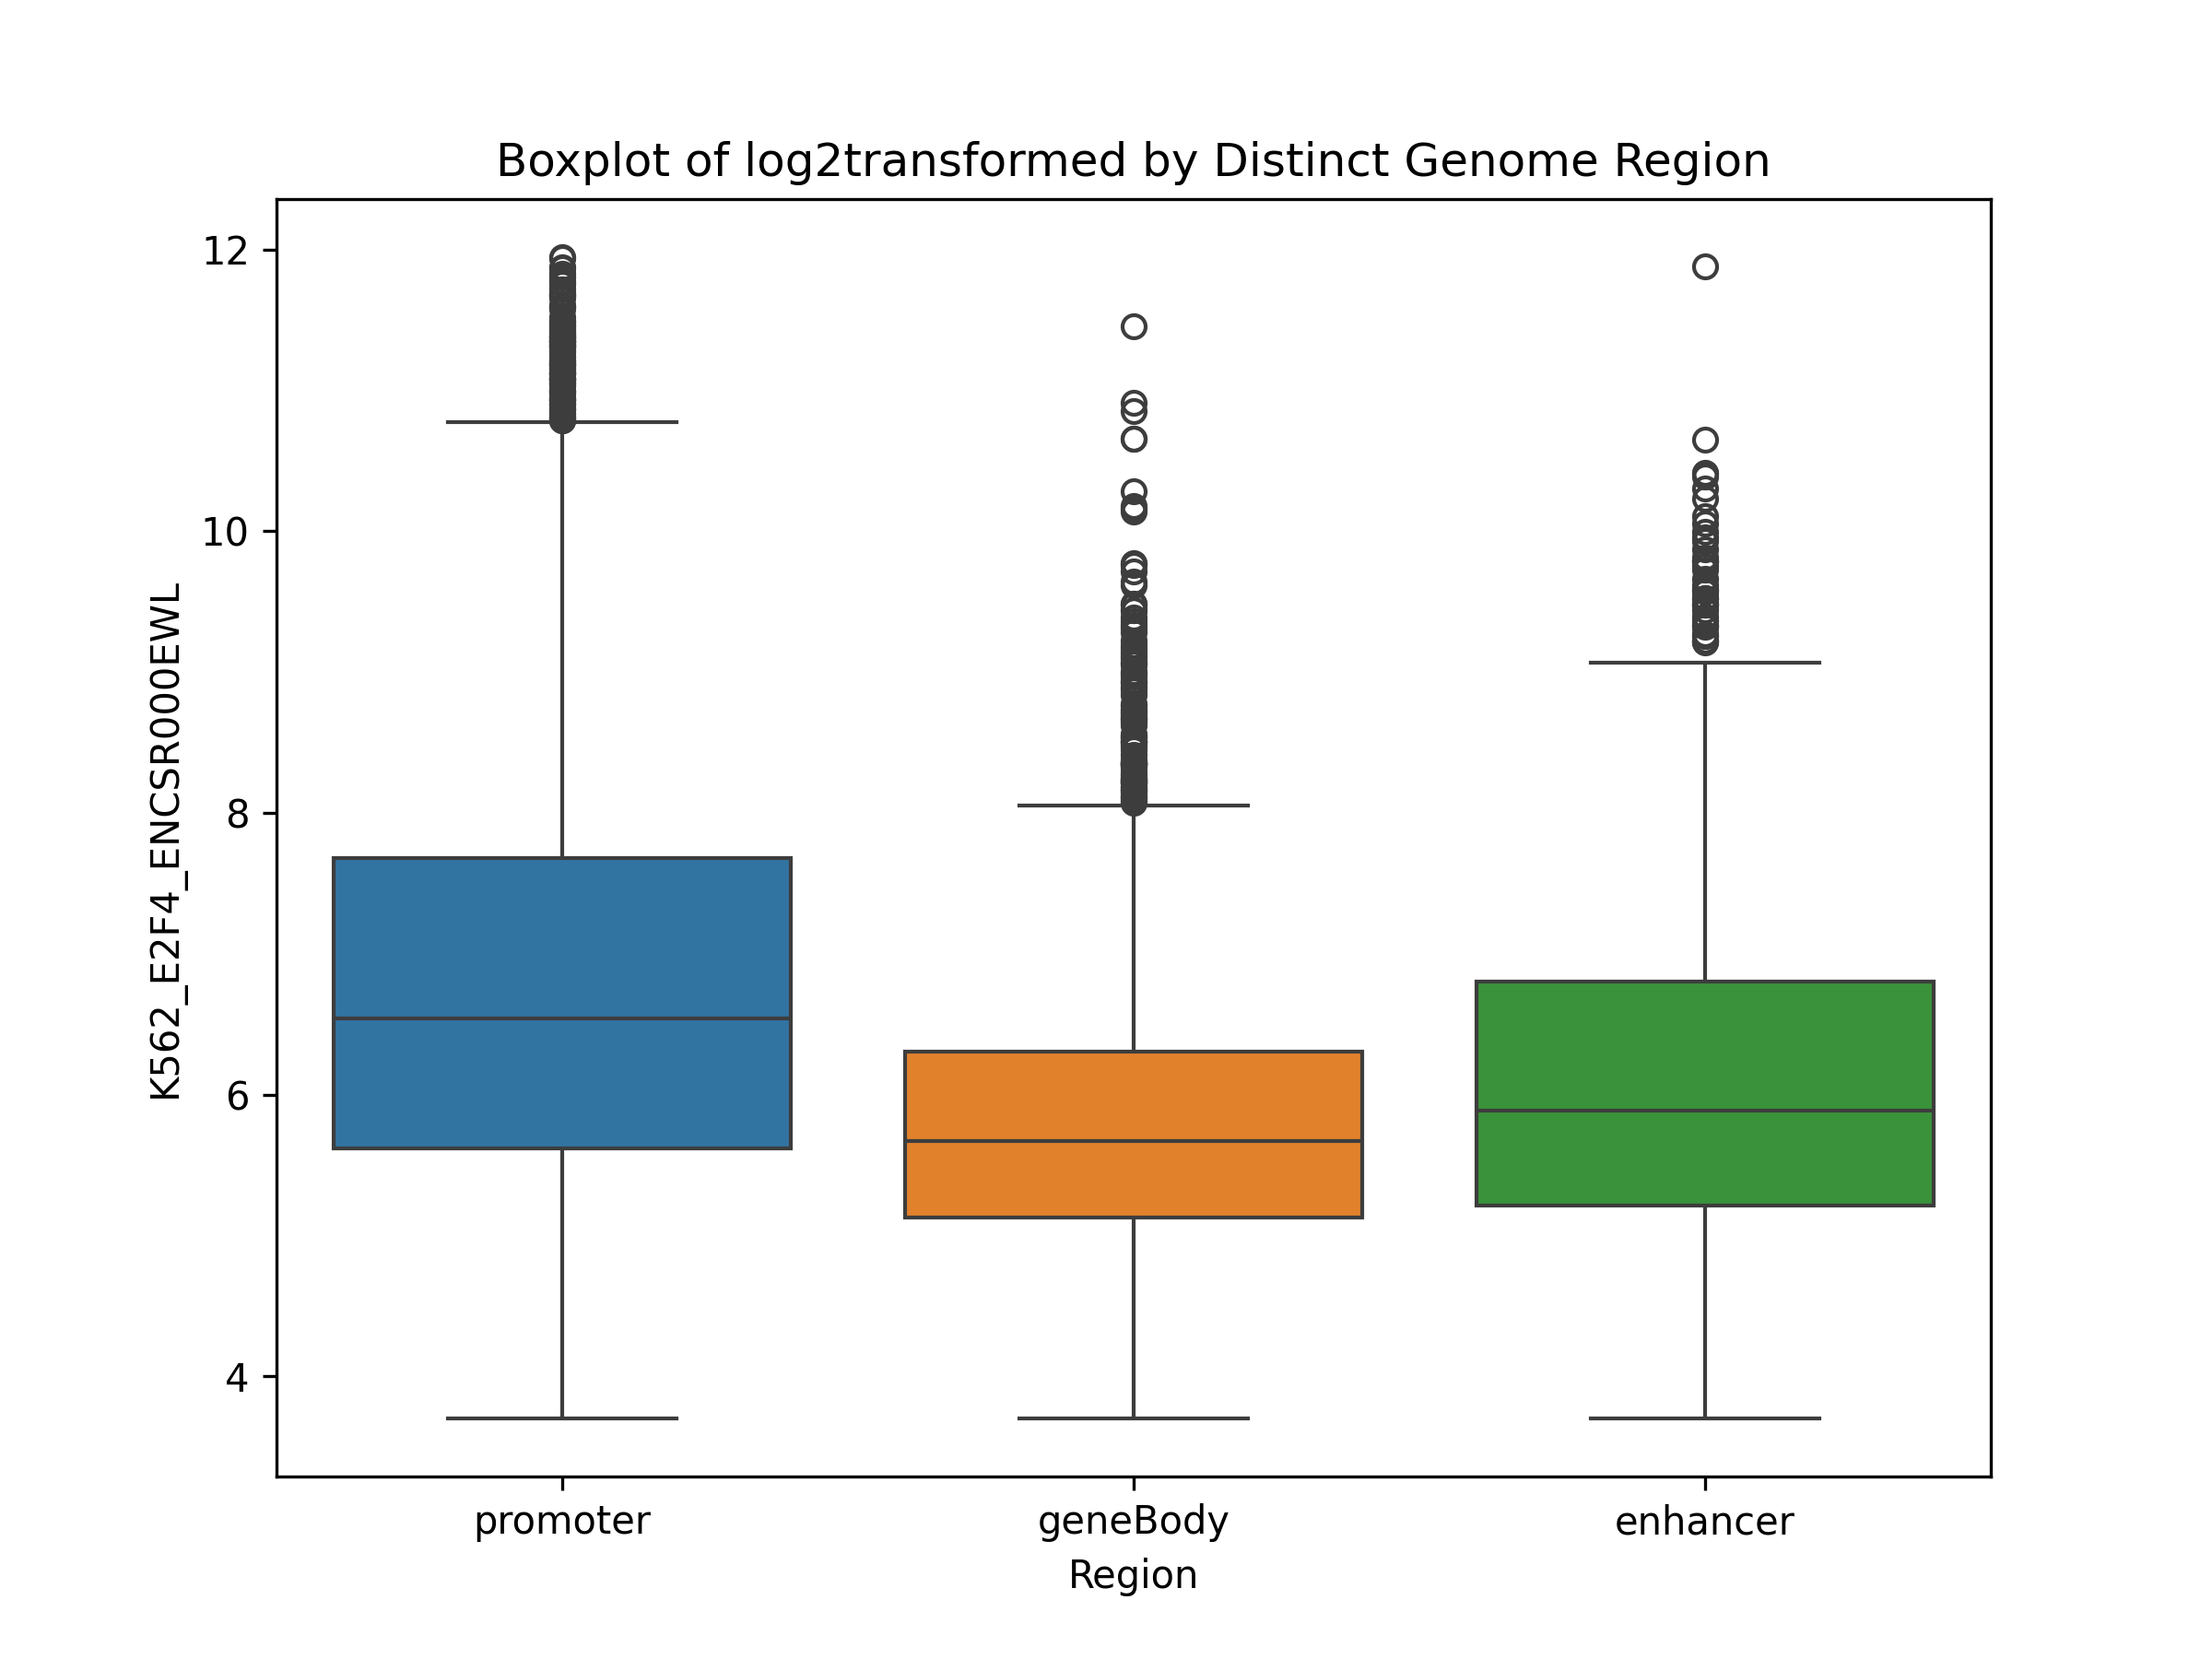 Boxplot of log2transformed by Distinct Genome Region
12
10
8
6
4
K562_E2F4_ENCSR000EWL
promoter
geneBody
enhancer
Region